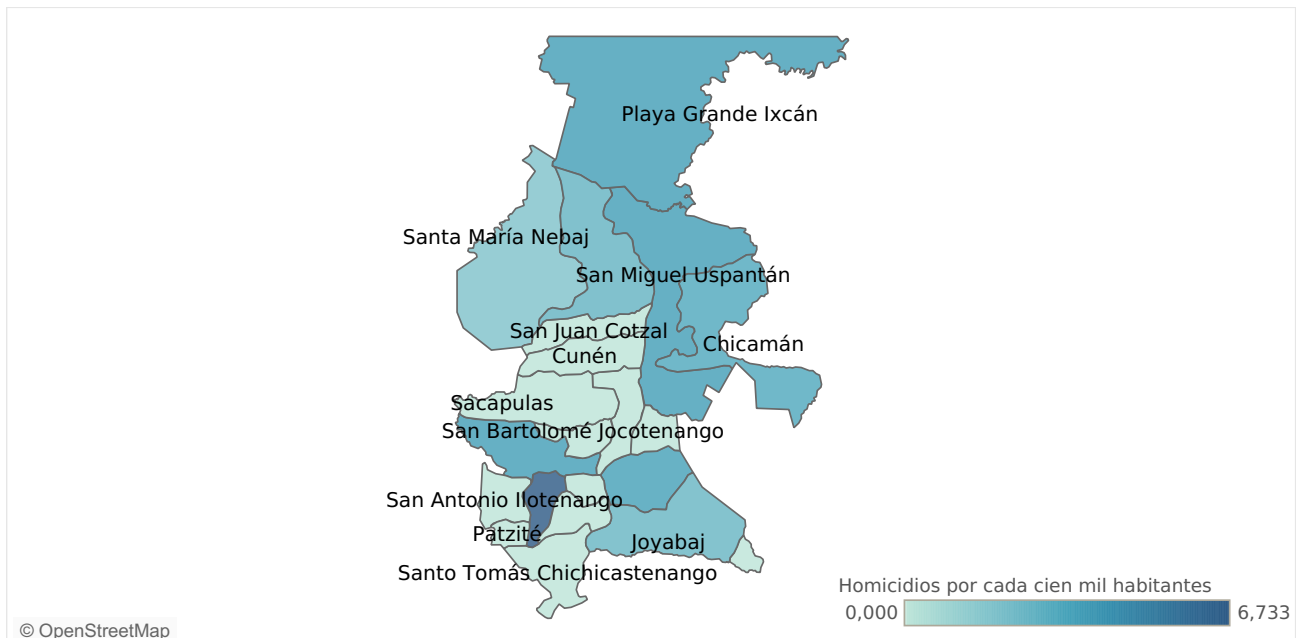 Playa Grande Ixcán
Santa María Nebaj
San Miguel Uspantán
San Juan Cotzal
Chicamán
Cunén
Sacapulas
San Bartolomé Jocotenango
San Antonio Ilotenango
Patzité
Joyabaj
Santo Tomás Chichicastenango
Homicidios por cada cien mil habitantes
0,000 6,733
© OpenStreetMap